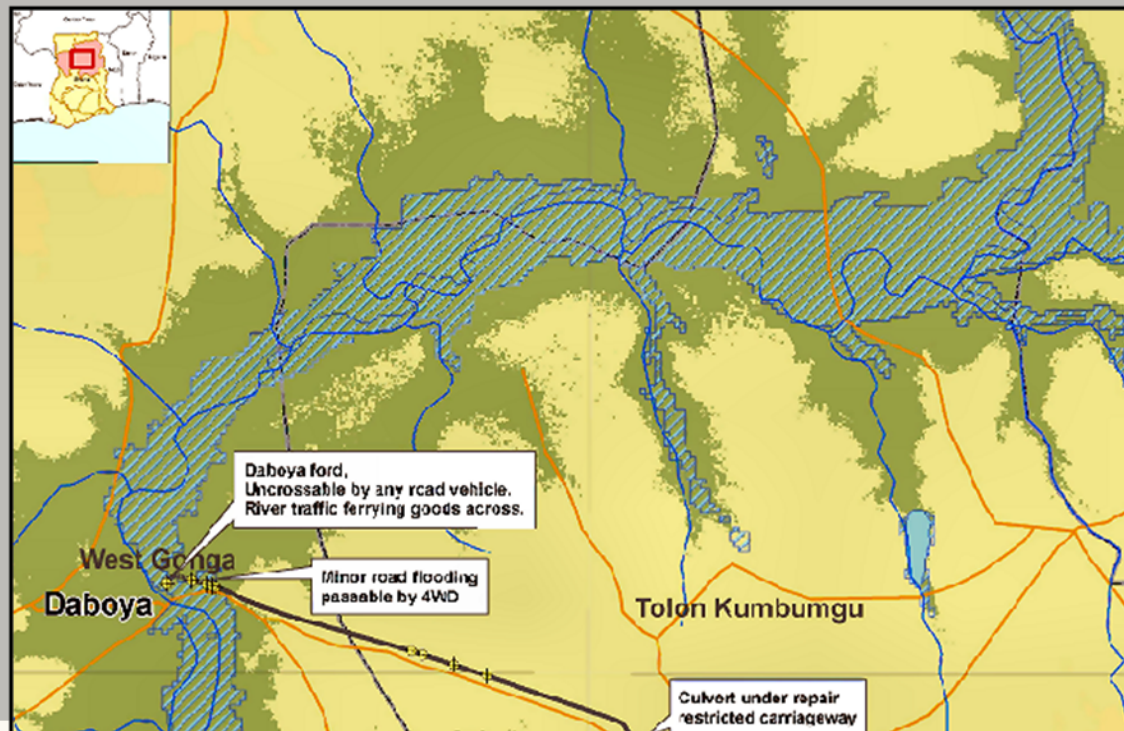 Daboya ford,
Uncrossable by any road vehicle.
River traffic ferrying goods across.
West Gonga
Minor road flooding
passable by 4WD
Daboya
Tolon Kumbumgu
Culvert under repair
restricted carriageway